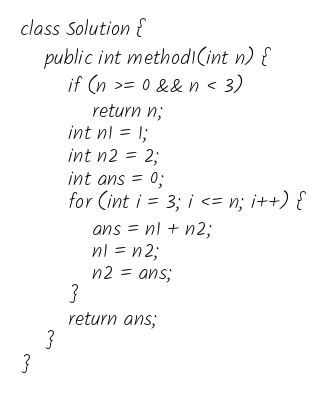 class Solution {
    public int method1(int n) {
        if (n >= 0 && n < 3)
            return n;
        int n1 = 1;
        int n2 = 2;
        int ans = 0;
        for (int i = 3; i <= n; i++) {
            ans = n1 + n2;
            n1 = n2;
            n2 = ans;
        }
        return ans;
    }
}